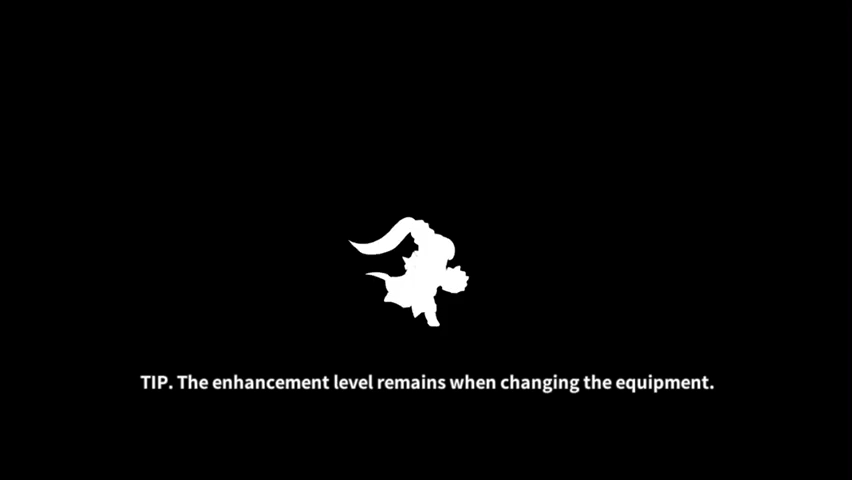 TIP. The enhancement level remains when changing the equipment.